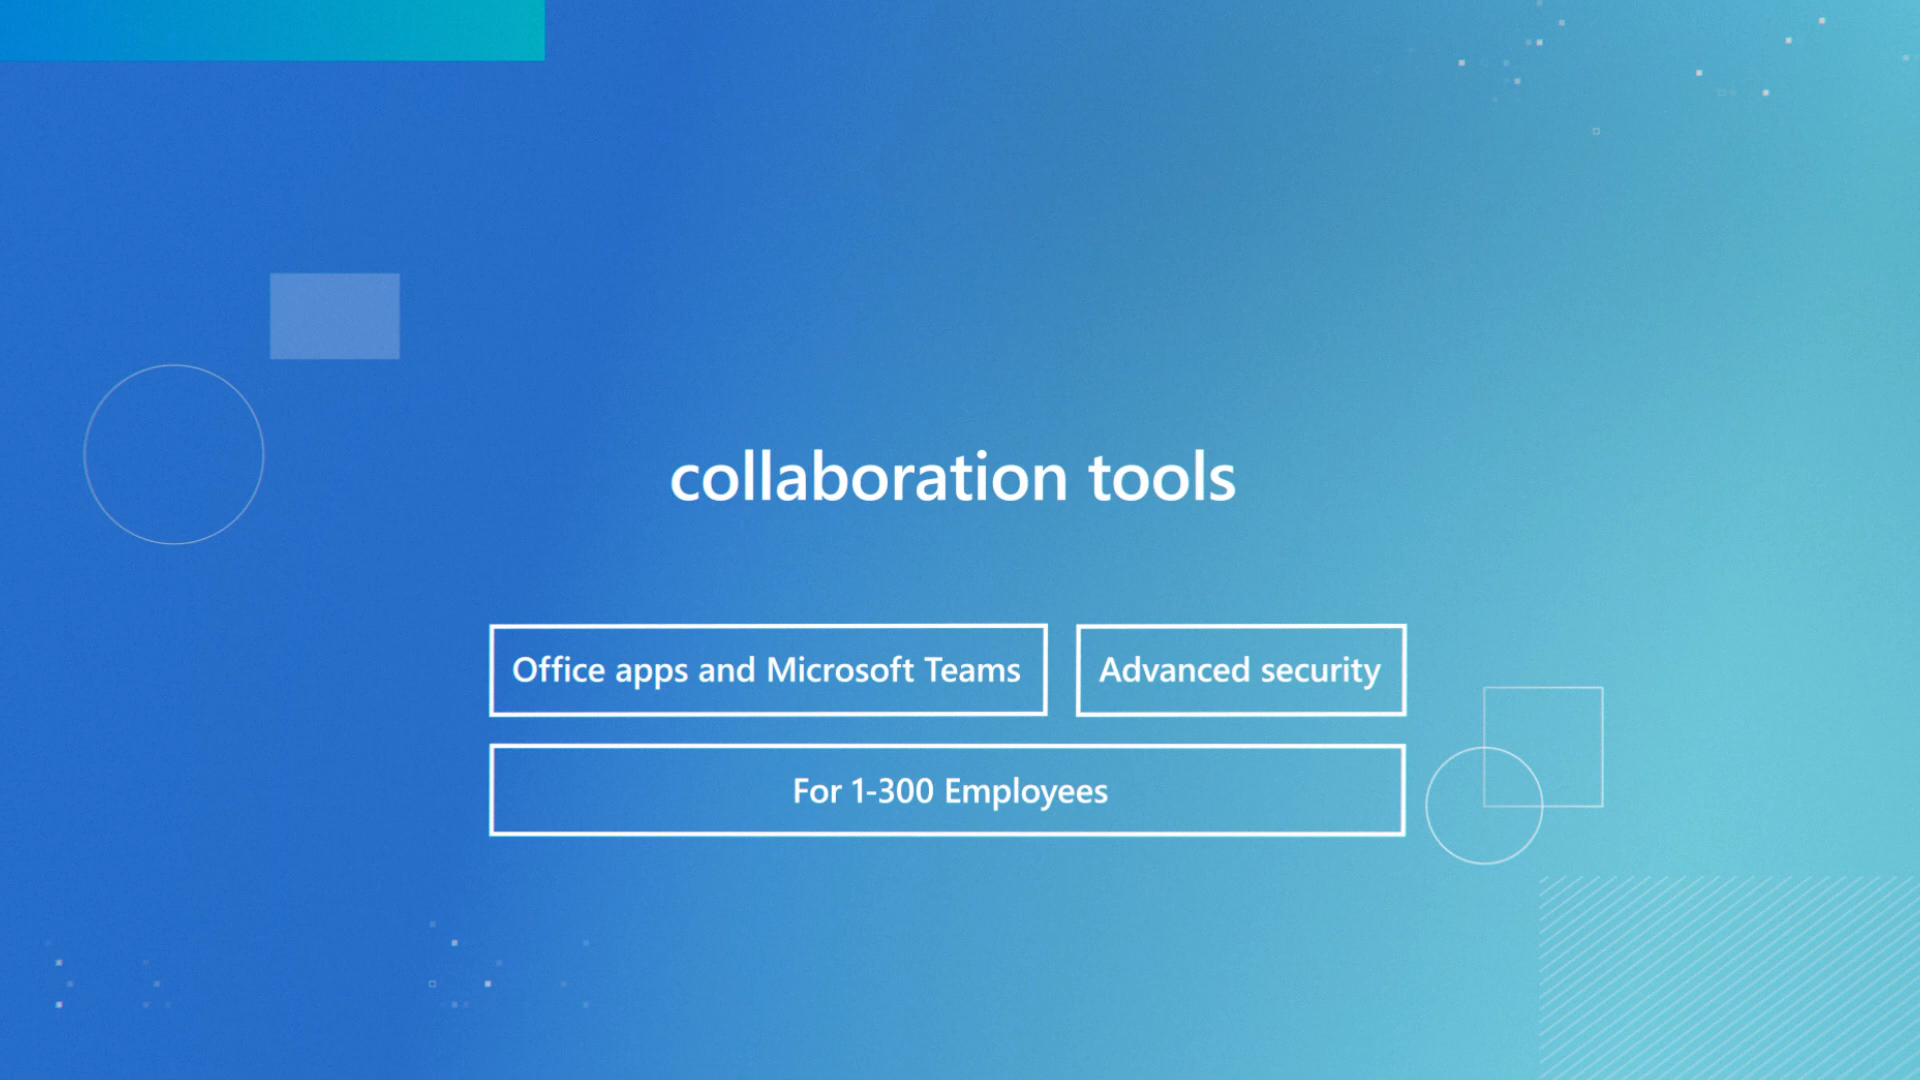 collaboration tools
Office apps and Microsoft Teams
Advanced security
For 1-300 Employees